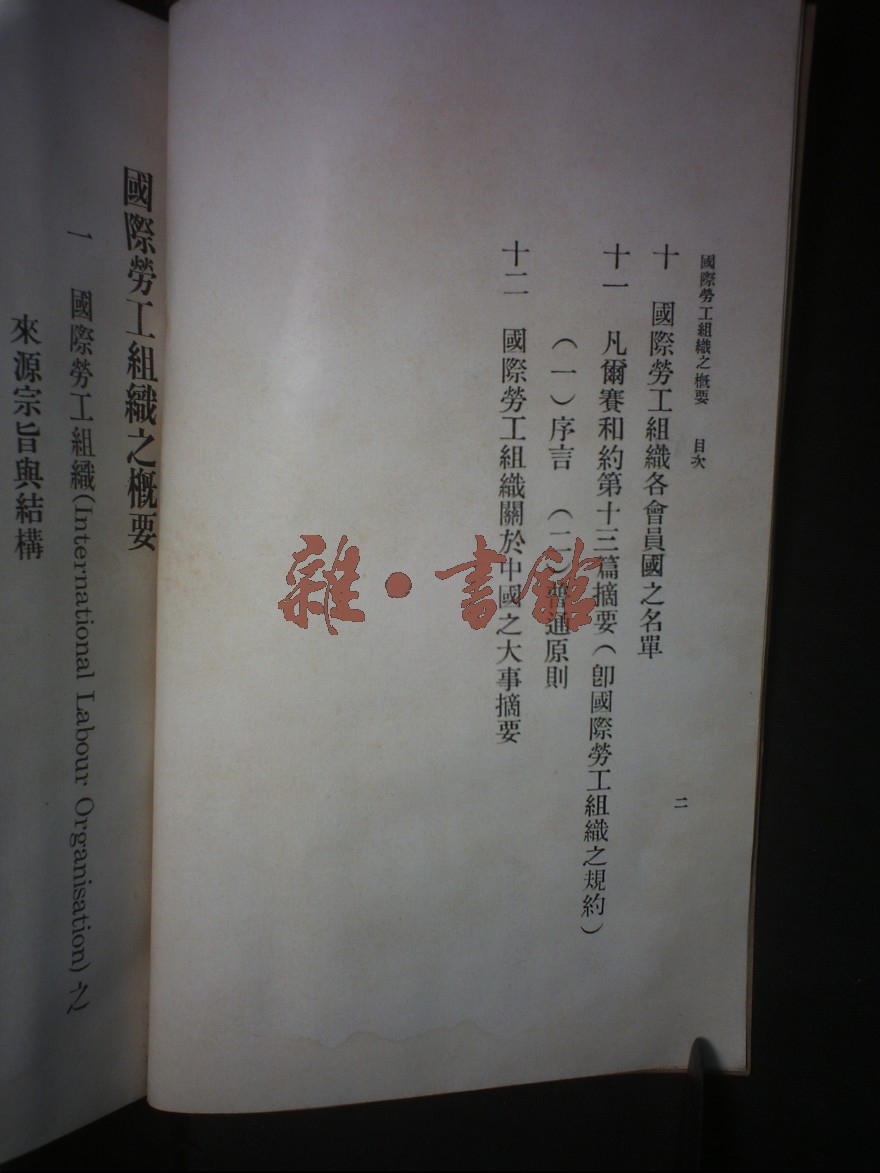 國際勞工組織之概要 目次
二
十 國際勞工組織各會員國之名單
十一 凡爾賽和約第十三篇摘要(卽國際勞工組織之規約)
(一)序言 (二)普通原則
十二 國際勞工組織關於中國之大事摘要
國際勞工組織之概要
一 國際勞工組織(International Labour Organisation)之
來源宗旨與結構
雜·書館